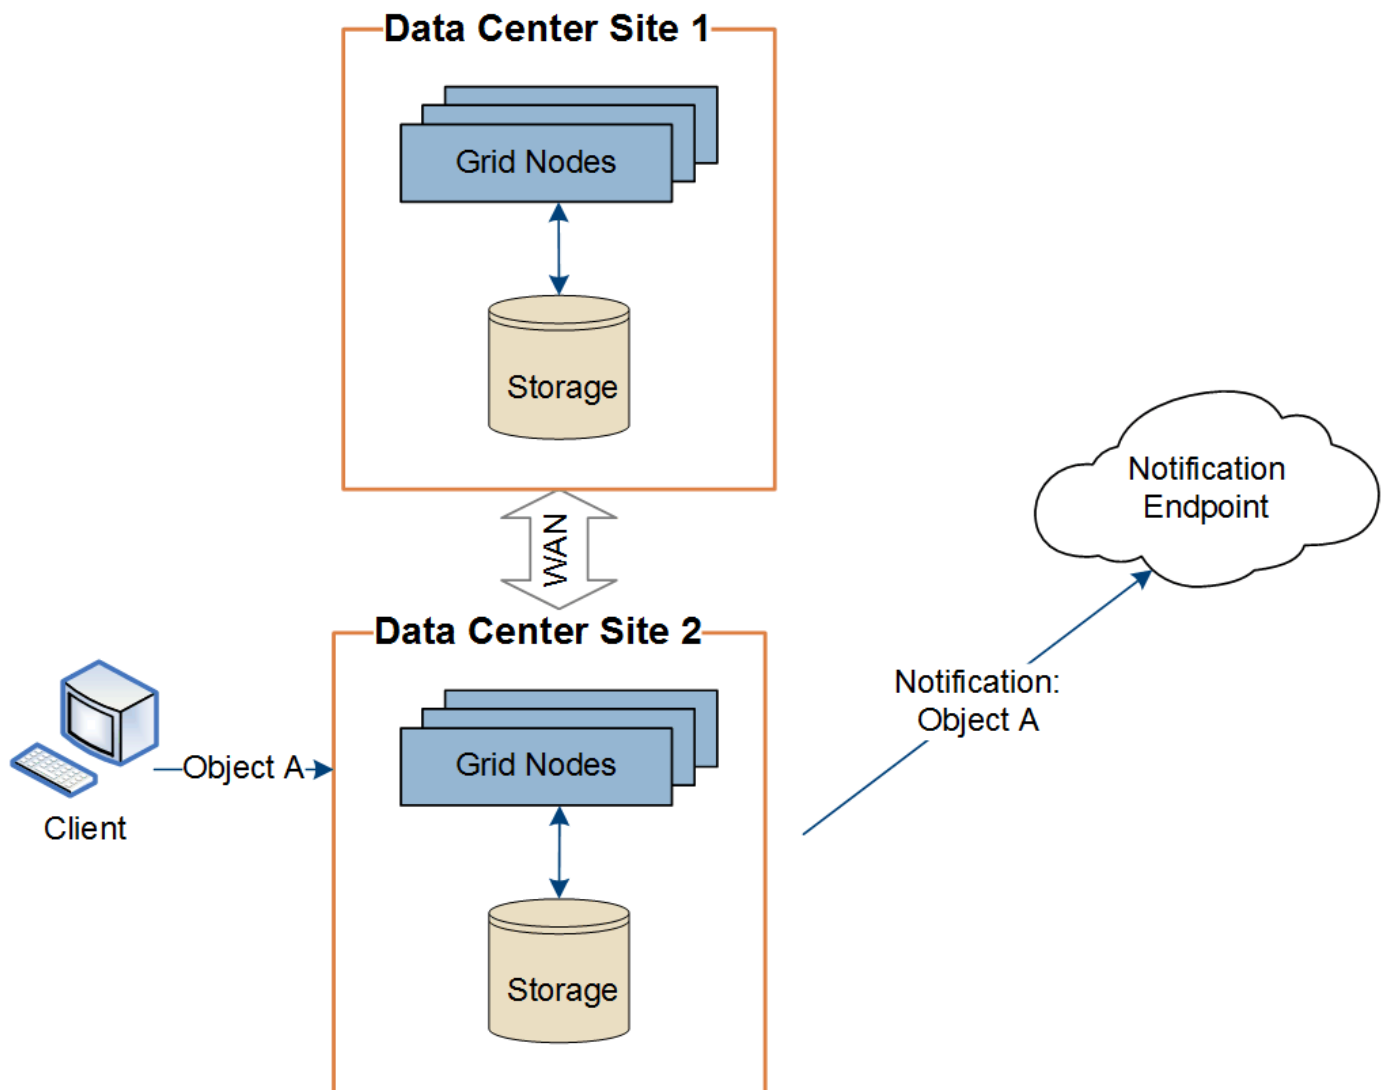 Data Center Site 1
Grid Nodes
Storage
Notification
Endpoint
WAN
Data Center Site 2
Notification:
Object A
Grid Nodes
Object A
Client
Storage